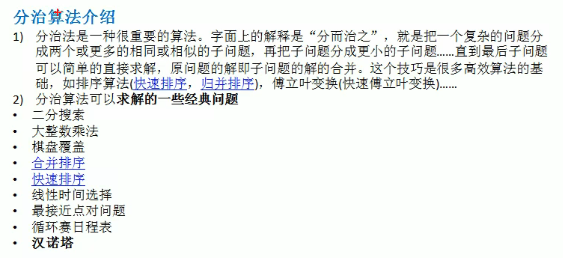 分治算法介绍
1) 分治法是一种很重要的算法。字面上的解释是“分而治之”，就是把一个复杂的问题分
成两个或更多的相同或相似的子问题，再把子问题分成更小的子问题……直到最后子问题
可以简单的直接求解，原问题的解即子问题的解的合并。这个技巧是很多高效算法的基
础，如排序算法(快速排序，归并排序)，傅立叶变换(快速傅立叶变换)……
2) 分治算法可以求解的一些经典问题
• 二分搜索
• 大整数乘法
• 棋盘覆盖
• 合并排序
• 快速排序
• 线性时间选择
• 最接近点对问题
• 循环赛日程表
• 汉诺塔